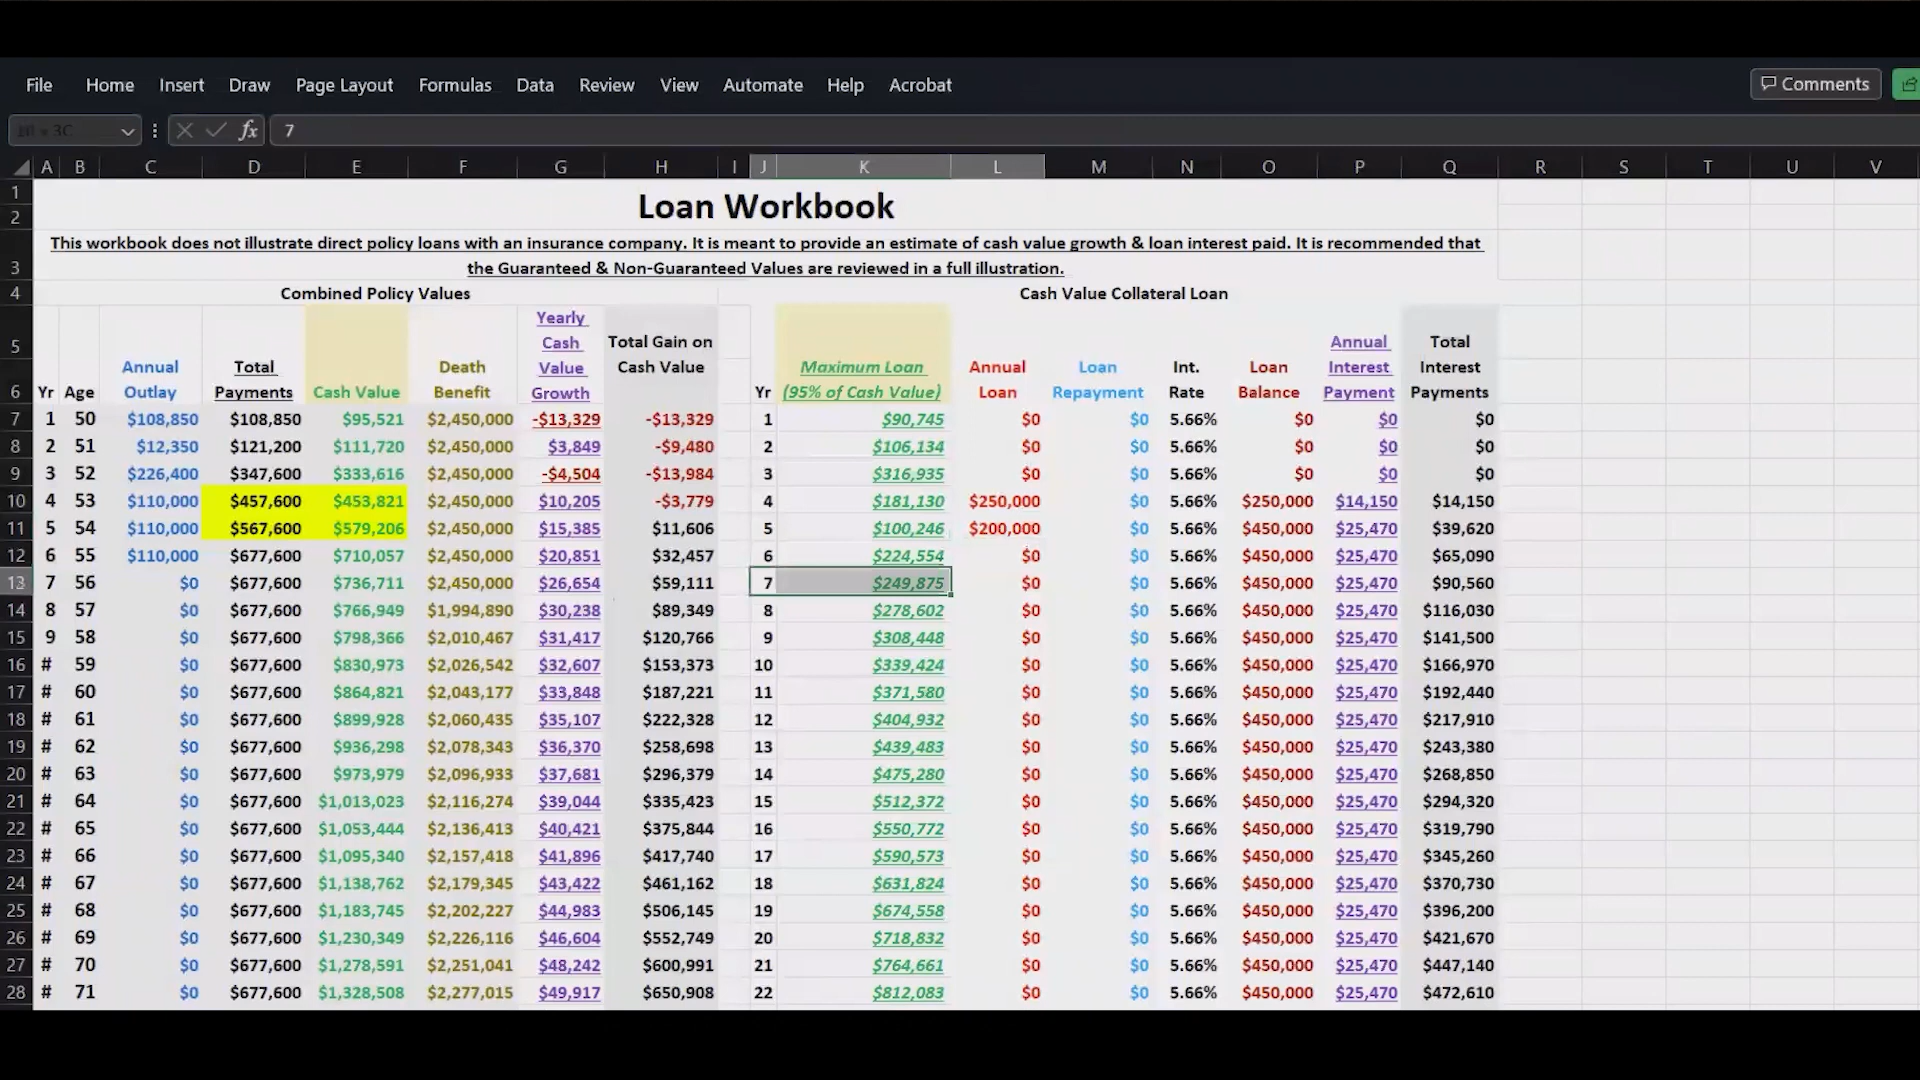 File Home Insert Draw Page Layout Formulas Data Review View Automate Help Acrobat Comments
fx 7
A B C D E F G H I J K L M N O P Q R S T U V
1 Loan Workbook
2
This workbook does not illustrate direct policy loans with an insurance company. It is meant to provide an estimate of cash value growth & loan interest paid. It is recommended that
3 the Guaranteed & Non-Guaranteed Values are reviewed in a full illustration.
4 Combined Policy Values Cash Value Collateral Loan
5 Yearly Cash Value Growth Total Gain on Cash Value Annual Interest Payment Total Interest Payments
6 Yr Age Annual Outlay Total Payments Cash Value Death Benefit Yr Maximum Loan (95% of Cash Value) Annual Loan Loan Repayment Int. Rate Loan Balance
7 1 50 $108,850 $108,850 $95,521 $2,450,000 -$13,329 -$13,329 1 $90,745 $0 $0 5.66% $0 $0 $0
8 2 51 $12,350 $121,200 $111,720 $2,450,000 $3,849 -$9,480 2 $106,134 $0 $0 5.66% $0 $0 $0
9 3 52 $226,400 $347,600 $333,616 $2,450,000 -$4,504 -$13,984 3 $316,935 $0 $0 5.66% $0 $0 $0
10 4 53 $110,000 $457,600 $453,821 $2,450,000 $10,205 -$3,779 4 $181,130 $250,000 $0 5.66% $250,000 $14,150 $14,150
11 5 54 $110,000 $567,600 $579,206 $2,450,000 $15,385 $11,606 5 $100,246 $200,000 $0 5.66% $450,000 $25,470 $39,620
12 6 55 $110,000 $677,600 $710,057 $2,450,000 $20,851 $32,457 6 $224,554 $0 $0 5.66% $450,000 $25,470 $65,090
13 7 56 $0 $677,600 $736,711 $2,450,000 $26,654 $59,111 7 $249,875 $0 $0 5.66% $450,000 $25,470 $90,560
14 8 57 $0 $677,600 $766,949 $1,994,890 $30,238 $89,349 8 $278,602 $0 $0 5.66% $450,000 $25,470 $116,030
15 9 58 $0 $677,600 $798,366 $2,010,467 $31,417 $120,766 9 $308,448 $0 $0 5.66% $450,000 $25,470 $141,500
16 # 59 $0 $677,600 $830,973 $2,026,542 $32,607 $153,373 10 $339,424 $0 $0 5.66% $450,000 $25,470 $166,970
17 # 60 $0 $677,600 $864,821 $2,043,177 $33,848 $187,221 11 $371,580 $0 $0 5.66% $450,000 $25,470 $192,440
18 # 61 $0 $677,600 $899,928 $2,060,435 $35,107 $222,328 12 $404,932 $0 $0 5.66% $450,000 $25,470 $217,910
19 # 62 $0 $677,600 $936,298 $2,078,343 $36,370 $258,698 13 $439,483 $0 $0 5.66% $450,000 $25,470 $243,380
20 # 63 $0 $677,600 $973,979 $2,096,933 $37,681 $296,379 14 $475,280 $0 $0 5.66% $450,000 $25,470 $268,850
21 # 64 $0 $677,600 $1,013,023 $2,116,274 $39,044 $335,423 15 $512,372 $0 $0 5.66% $450,000 $25,470 $294,320
22 # 65 $0 $677,600 $1,053,444 $2,136,413 $40,421 $375,844 16 $550,772 $0 $0 5.66% $450,000 $25,470 $319,790
23 # 66 $0 $677,600 $1,095,340 $2,157,418 $41,896 $417,740 17 $590,573 $0 $0 5.66% $450,000 $25,470 $345,260
24 # 67 $0 $677,600 $1,138,762 $2,179,345 $43,422 $461,162 18 $631,824 $0 $0 5.66% $450,000 $25,470 $370,730
25 # 68 $0 $677,600 $1,183,745 $2,202,227 $44,983 $506,145 19 $674,558 $0 $0 5.66% $450,000 $25,470 $396,200
26 # 69 $0 $677,600 $1,230,349 $2,226,116 $46,604 $552,749 20 $718,832 $0 $0 5.66% $450,000 $25,470 $421,670
27 # 70 $0 $677,600 $1,278,591 $2,251,041 $48,242 $600,991 21 $764,661 $0 $0 5.66% $450,000 $25,470 $447,140
28 # 71 $0 $677,600 $1,328,508 $2,277,015 $49,917 $650,908 22 $812,083 $0 $0 5.66% $450,000 $25,470 $472,610